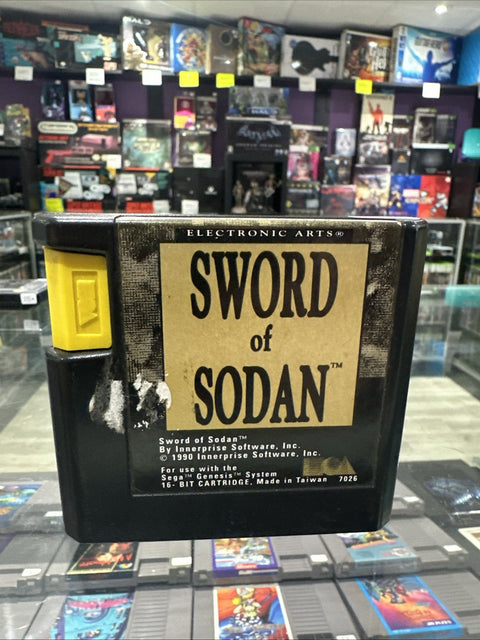 ELECTRONIC ARTS®
SWORD
of
SODAN™
Sword of Sodan™
By Innerprise Software, Inc.
© 1990 Innerprise Software, Inc.
For use with the
Sega™ Genesis™ System
16- BIT CARTRIDGE, Made in Taiwan 7026